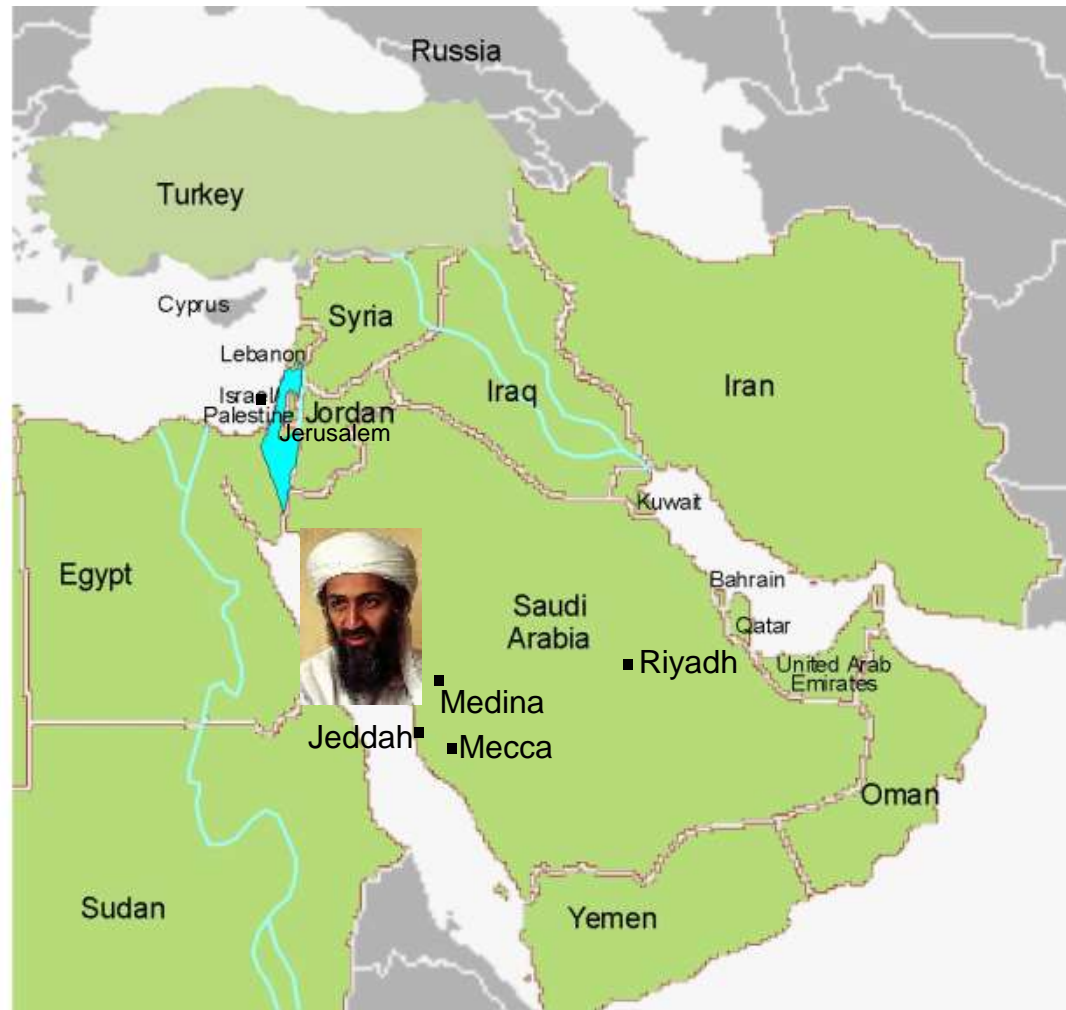 Russia
Turkey
Cyprus
Syria
Lebanon
Iraq
Iran
Israel/
Palestine
Jordan
Jerusalem
Kuwait
Egypt
Bahrain
Saudi
Arabia
Qatar
Riyadh
United Arab
Emirates
Medina
Jeddah
Mecca
Oman
Sudan
Yemen